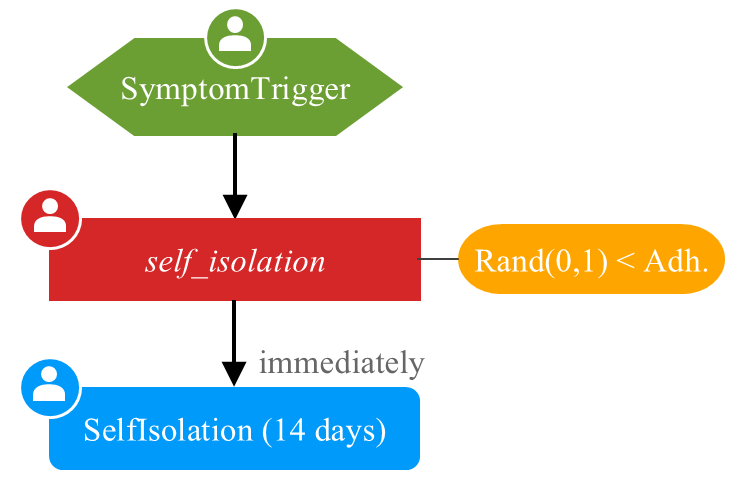 SymptomTrigger
self_isolation
Rand(0,1) < Adh.
immediately
SelfIsolation (14 days)